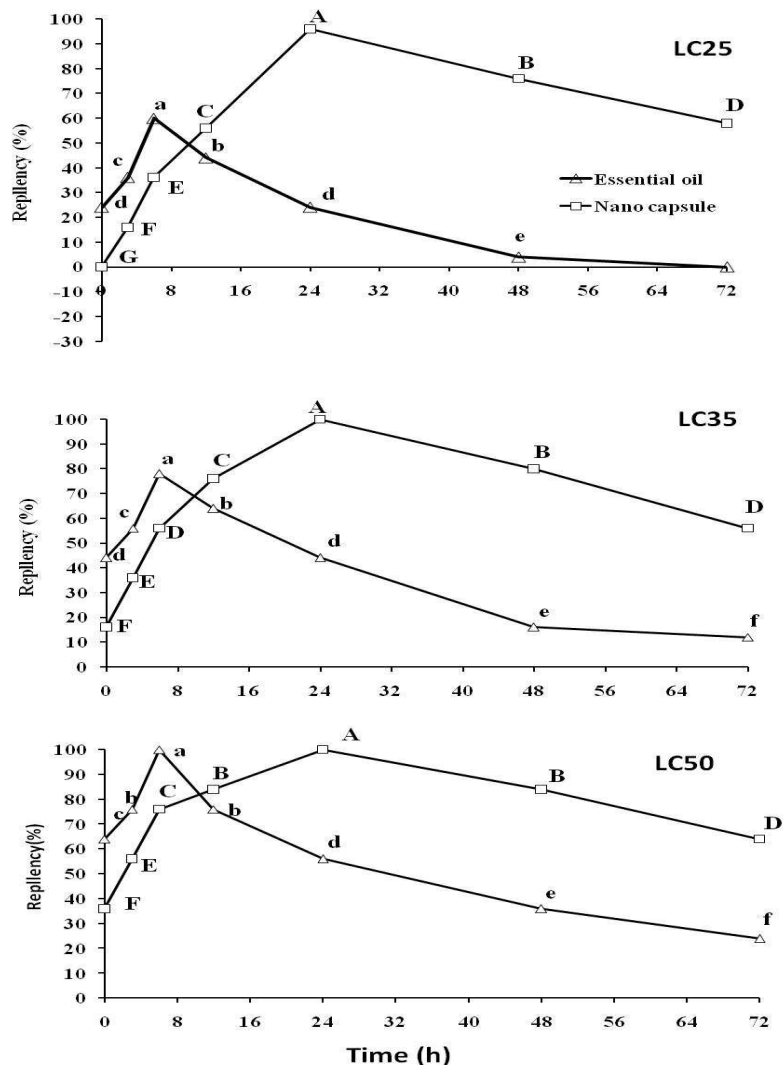 LC25
Repllency (%)
100
90
80
70
60
50
40
30
20
10
0
-10
-20
-30
0 8 16 24 32 40 48 56 64 72
A
B
D
a
C
b
c
E
d
d
F
G
e
Essential oil
Nano capsule
LC35
Repllency (%)
100
90
80
70
60
50
40
30
20
10
0
0 8 16 24 32 40 48 56 64 72
A
B
a
C
D
c
b
D
d
d
E
F
e
f
LC50
Repllency(%)
100
90
80
70
60
50
40
30
20
10
0
0 8 16 24 32 40 48 56 64 72
A
a
B
B
b
C
c
b
D
d
E
F
e
f
Time (h)